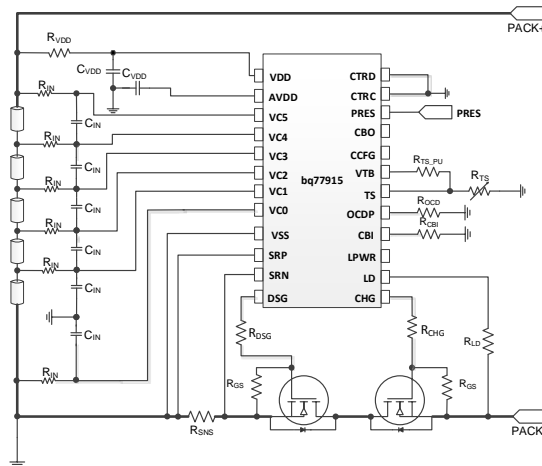 PACK+
RVDD
CVDD
CVDD
VDD
AVDD
VC5
VC4
VC3
VC2
VC1
VC0
VSS
SRP
SRN
DSG
bq77915
CTRD
CTRC
PRES
CBO
CCFG
VTB
TS
OCDP
CBI
LPWR
LD
CHG
PRES
RTS_PU
RTS
ROCD
RCBI
RIN
CIN
RIN
CIN
RIN
CIN
RIN
CIN
RIN
CIN
CIN
RIN
RDSG
RCHG
RLD
RGS
RGS
RSNS
PACK-